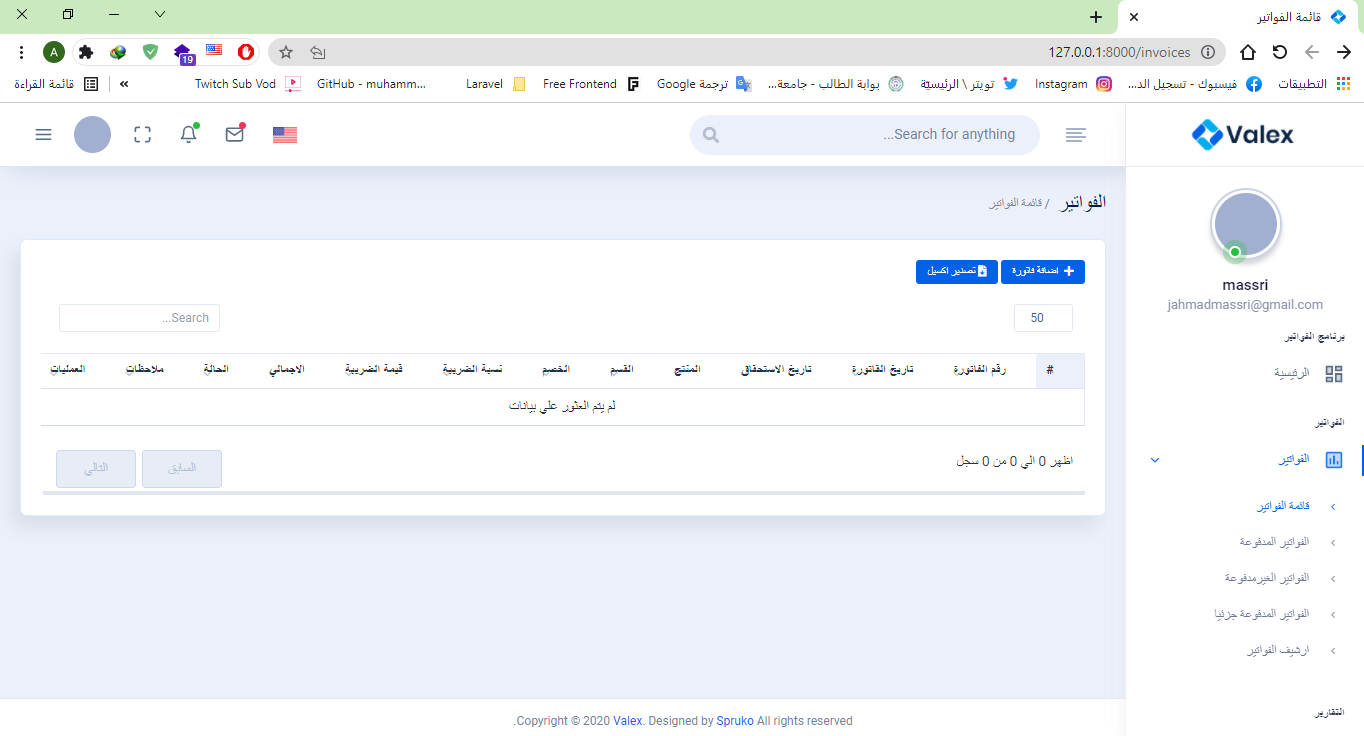 قائمة الفواتير
127.0.0.1:8000/invoices
19
A
التطبيقات
فيسبوك - تسجيل الد...
Instagram
تويتر \ الرئيسيّة
بوابة الطالب - جامعة...
ترجمة Google
Free Frontend
Laravel
GitHub - muhamm...
Twitch Sub Vod
»
قائمة القراءة
Valex
Search for anything...
massri
jahmadmassri@gmail.com
برنامج الفواتير
الرئيسية
الفواتير
الفواتير
قائمة الفواتير
الفواتير المدفوعة
الفواتير الغيرمدفوعة
الفواتير المدفوعة جزئيا
ارشيف الفواتير
التقارير
الفواتير / قائمة الفواتير
اضافة فاتورة
تصدير اكسيل
50
Search...
# رقم الفاتورة تاريخ القاتورة تاريخ الاستحقاق المنتج القسم الخصم نسبة الضريبية قيمة الضريبية الاجمالي الحالة ملاحظات العمليات
لم يتم العثور علي بيانات
اظهر 0 الي 0 من 0 سجل
السابق
التالي
Copyright © 2020 Valex. Designed by Spruko All rights reserved.